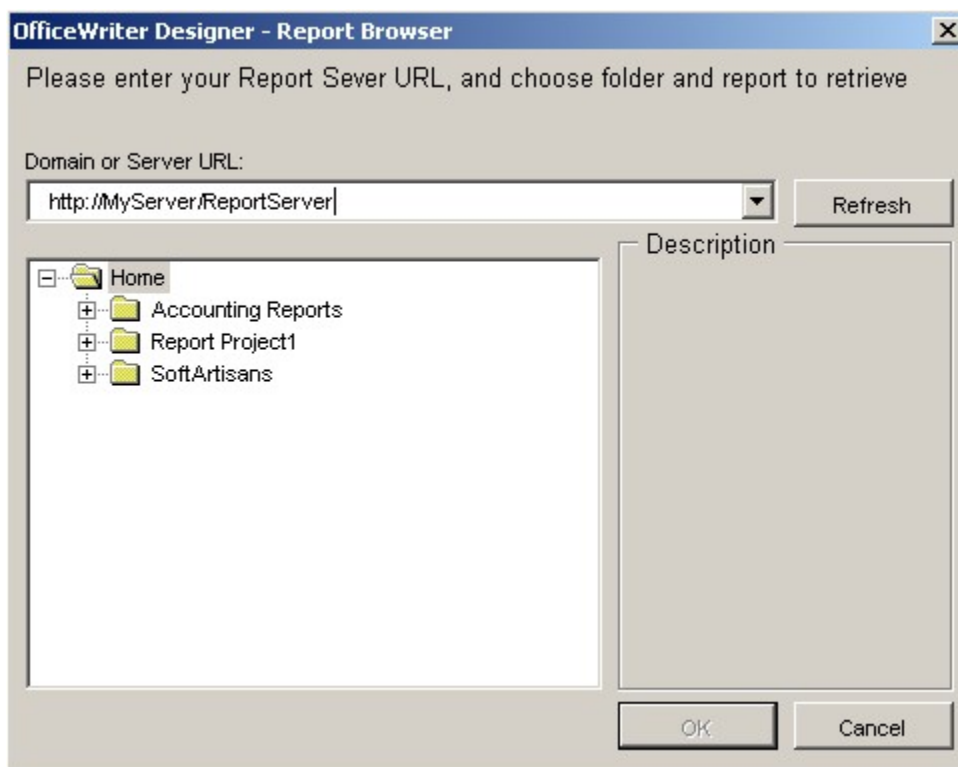 OfficeWriter Designer - Report Browser
Please enter your Report Sever URL, and choose folder and report to retrieve
Domain or Server URL:
http://MyServer/ReportServer
Refresh
Description
Home
Accounting Reports
Report Project1
SoftArtisans
OK
Cancel